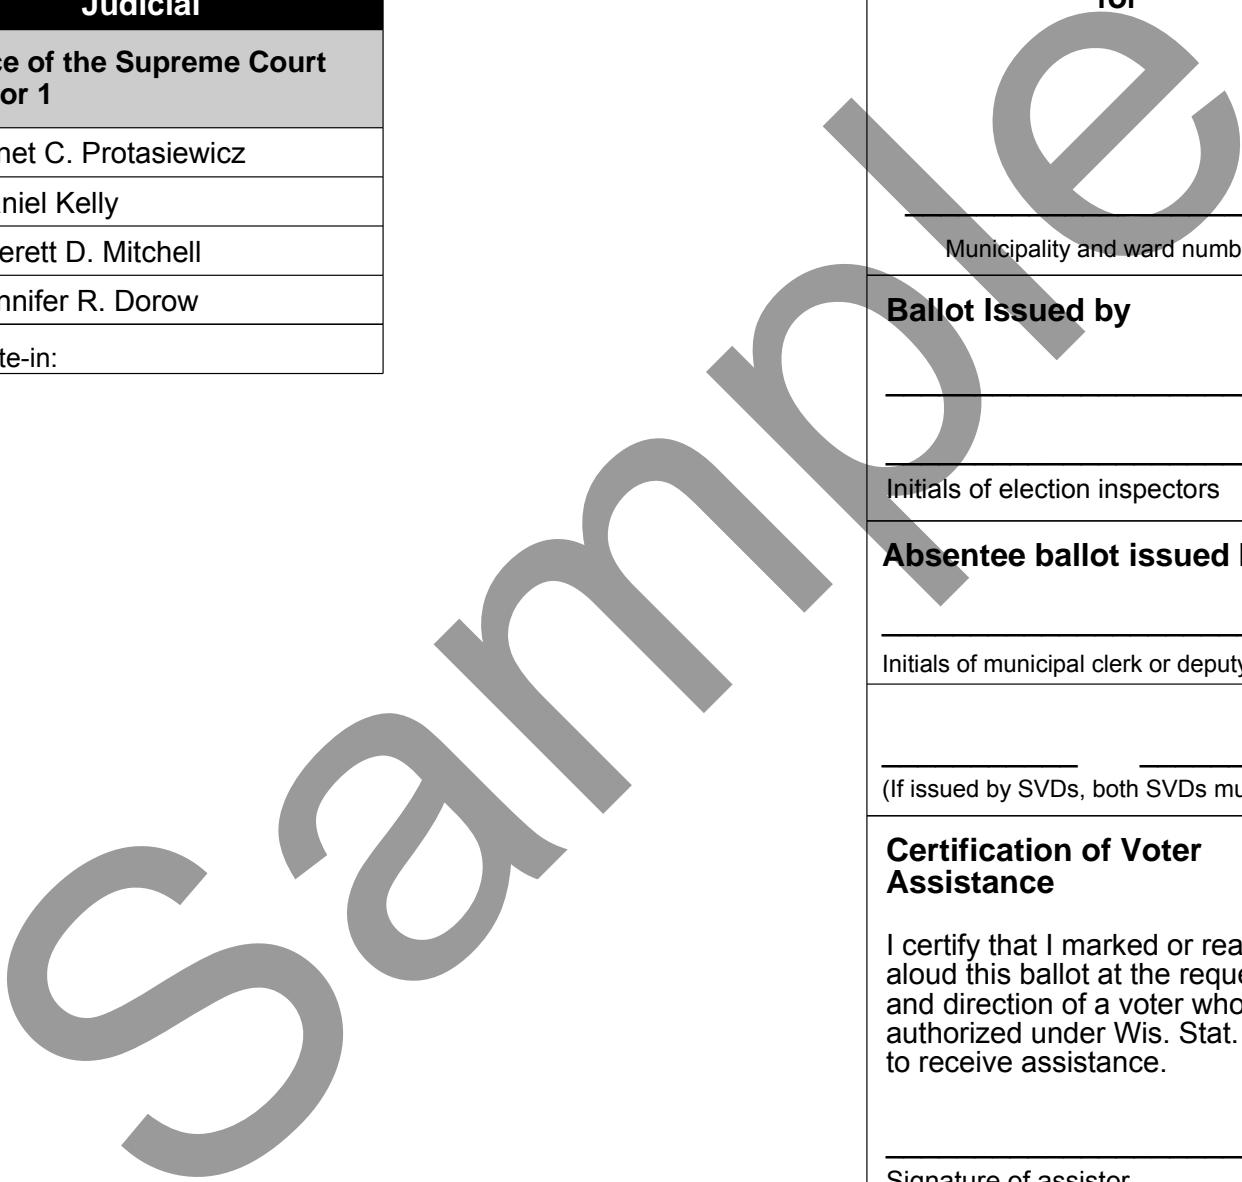 Judicial
ce of the Supreme Court
or 1
net C. Protasiewicz
niel Kelly
erett D. Mitchell
nnifer R. Dorow
te-in:
for
Municipality and ward numb
Ballot Issued by
Initials of election inspectors
Absentee ballot issued
Initials of municipal clerk or deputy
(If issued by SVDs, both SVDs mu
Certification of Voter
Assistance
I certify that I marked or rea
aloud this ballot at the reque
and direction of a voter who
authorized under Wis. Stat.
to receive assistance.
Signature of assistor
Sample